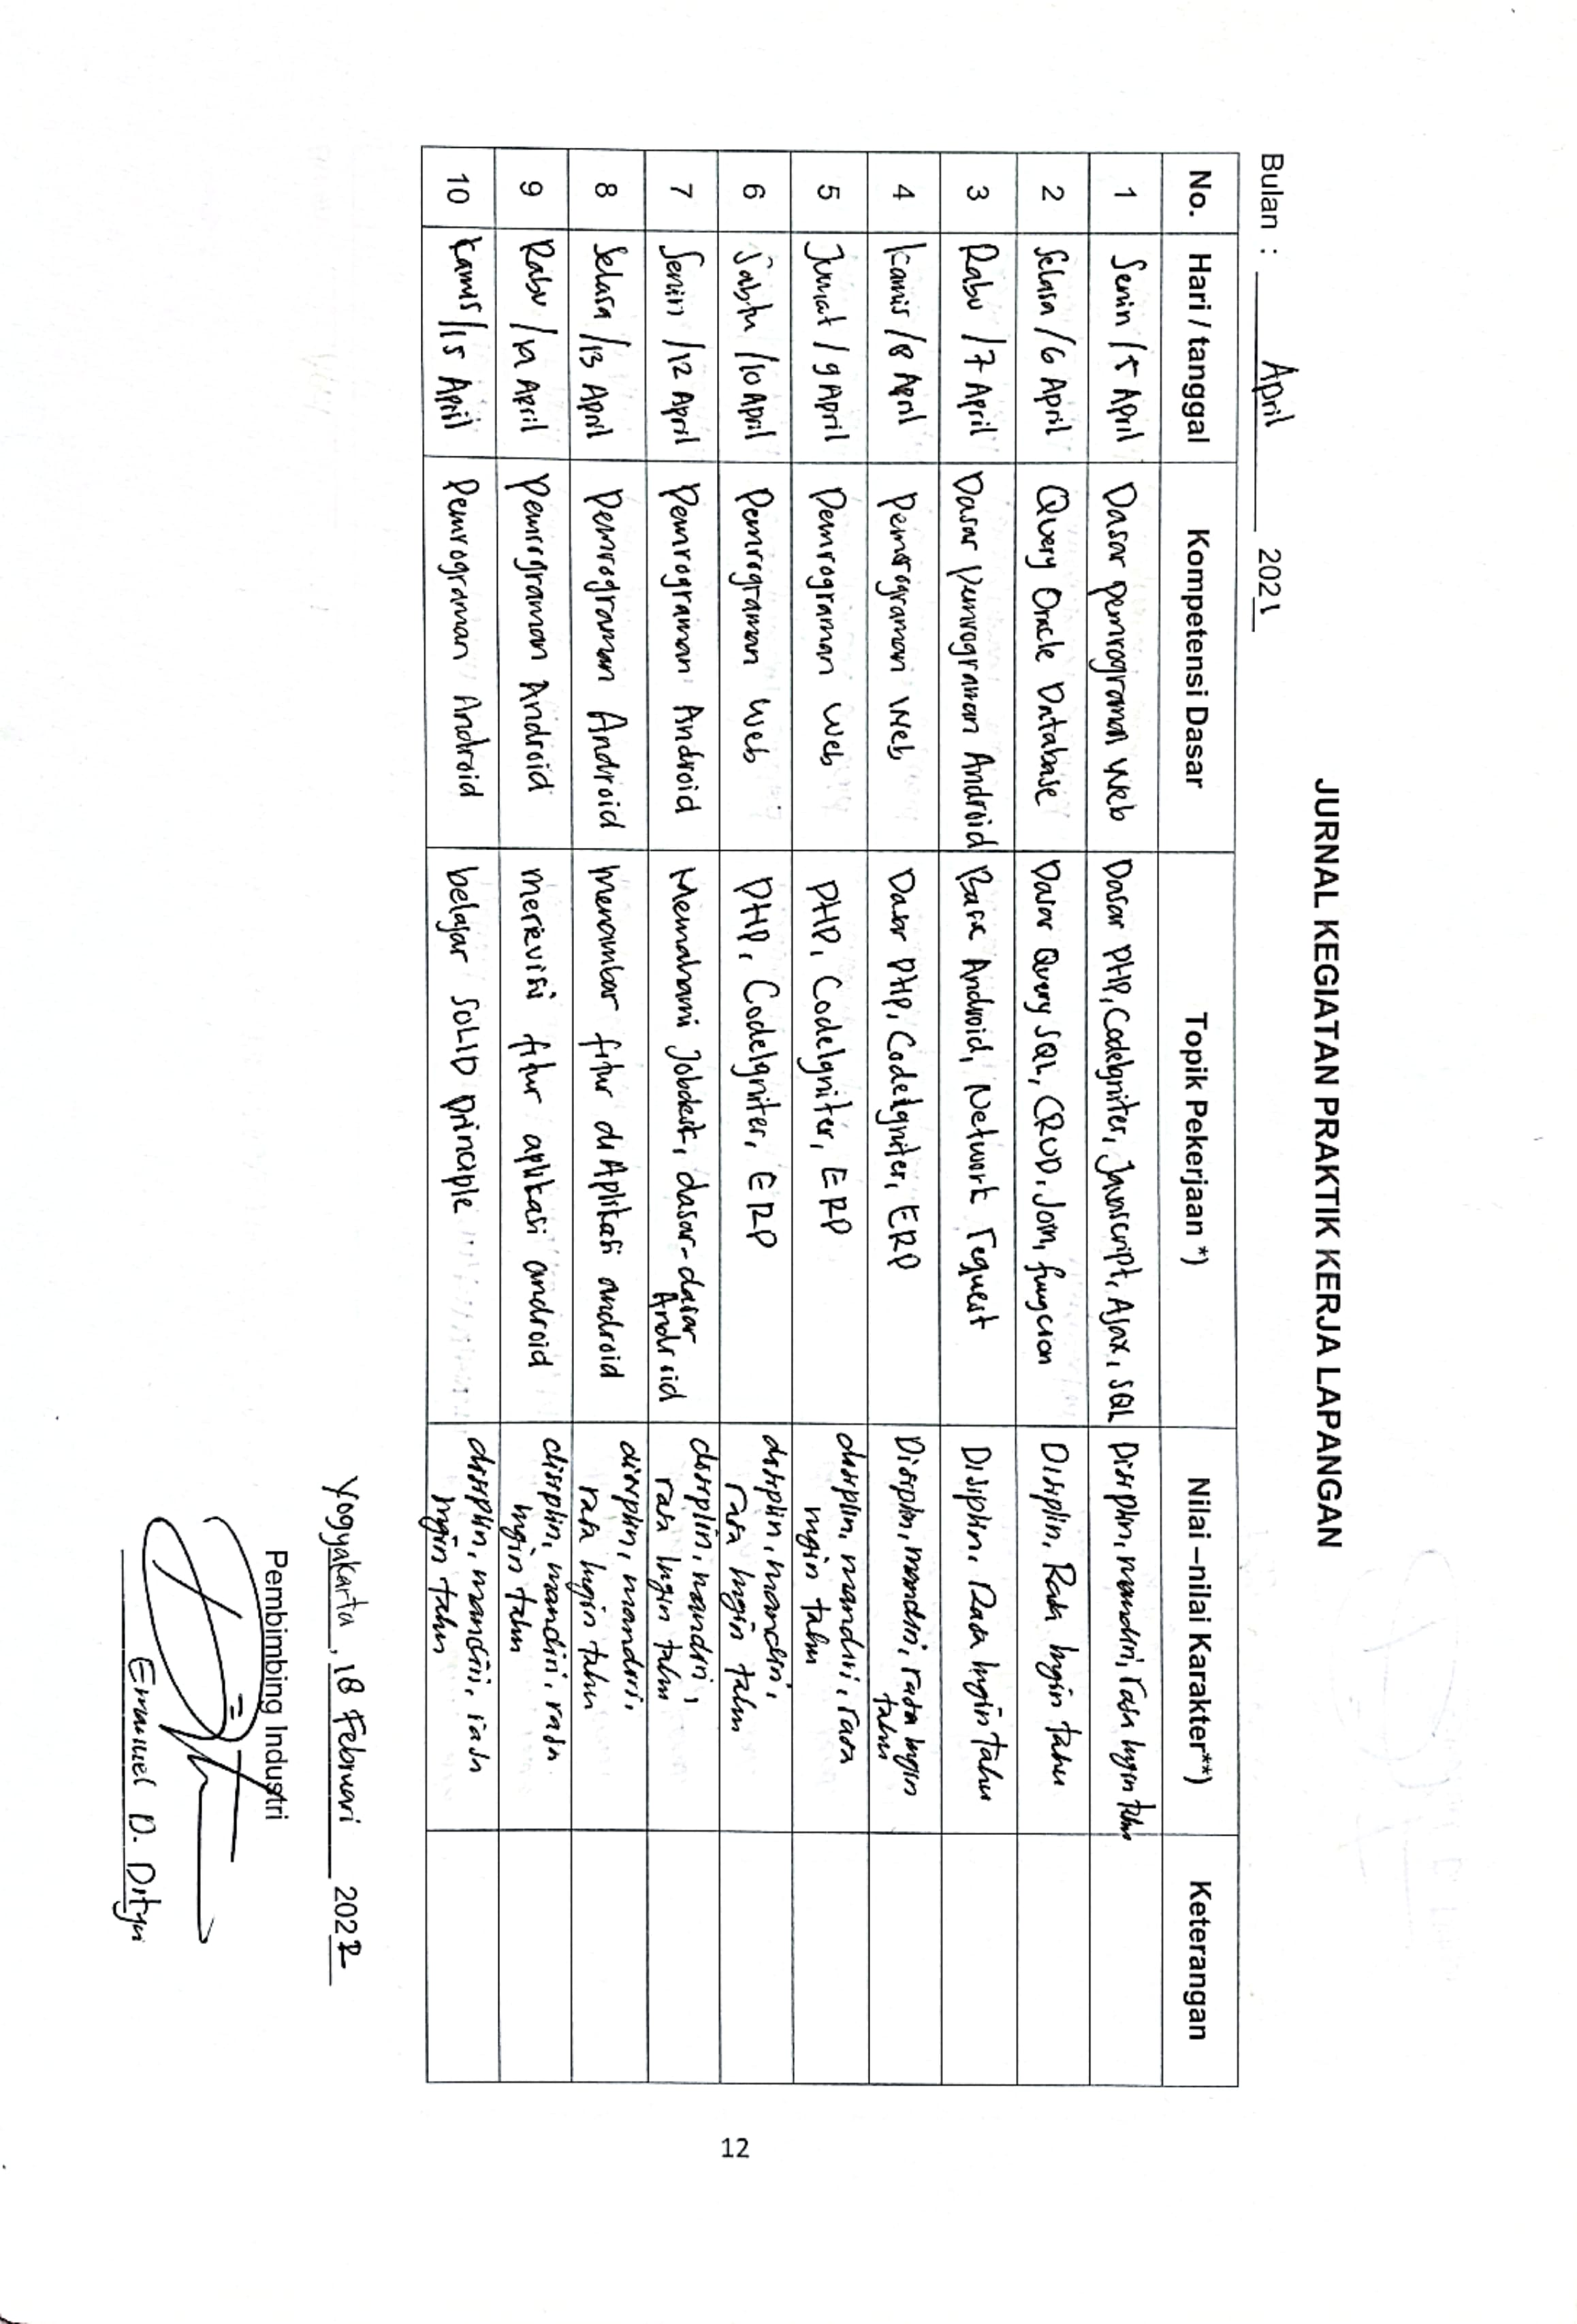 JURNAL KEGIATAN PRAKTIK KERJA LAPANGAN
Bulan : April 2021
No. Hari / tanggal Kompetensi Dasar Topik Pekerjaan *) Nilai –nilai Karakter**) Keterangan
1 Senin / 5 April Dasar pemrograman web Dasar PHP, CodeIgniter, Javascript, Ajax, SQL Disiplin, mandiri, rasa ingin tahu
2 Selasa / 6 April Query Oracle Database Dasar Query SQL, CRUD, Join, fungsion Disiplin, Rasa Ingin tahu
3 Rabu / 7 April Dasar Pemrograman Android Basic Android, Network request Disiplin, Rasa Ingin Tahu
4 Kamis / 8 April Pemrograman Web Dasar PHP, CodeIgniter, ERP Disiplin, mandiri, rasa ingin
tahu
5 Jumat / 9 April Pemrograman Web PHP, CodeIgniter, ERP disiplin, mandiri, rasa
ingin tahu
6 Sabtu / 10 April Pemrograman Web PHP, CodeIgniter, ERP disiplin, mandiri,
rasa ingin tahu
7 Senin / 12 April Pemrograman Android Memahami Jobdesk, dasar-dasar
Android disiplin, mandiri,
rasa Ingin tahu
8 Selasa / 13 April Pemrograman Android menambar fitur di Aplikasi android disiplin, mandiri,
rasa Ingin tahu
9 Rabu / 14 April Pemrograman Android merevisi fitur aplikasi android disiplin, mandiri, rasa
ingin tahu
10 Kamis / 15 April Pemrograman Android belajar SOLID Principle disiplin, mandiri, rasa
ingin tahu
Yogyakarta, 18 Februari 2022
Pembimbing Industri
Emanuel D.
12